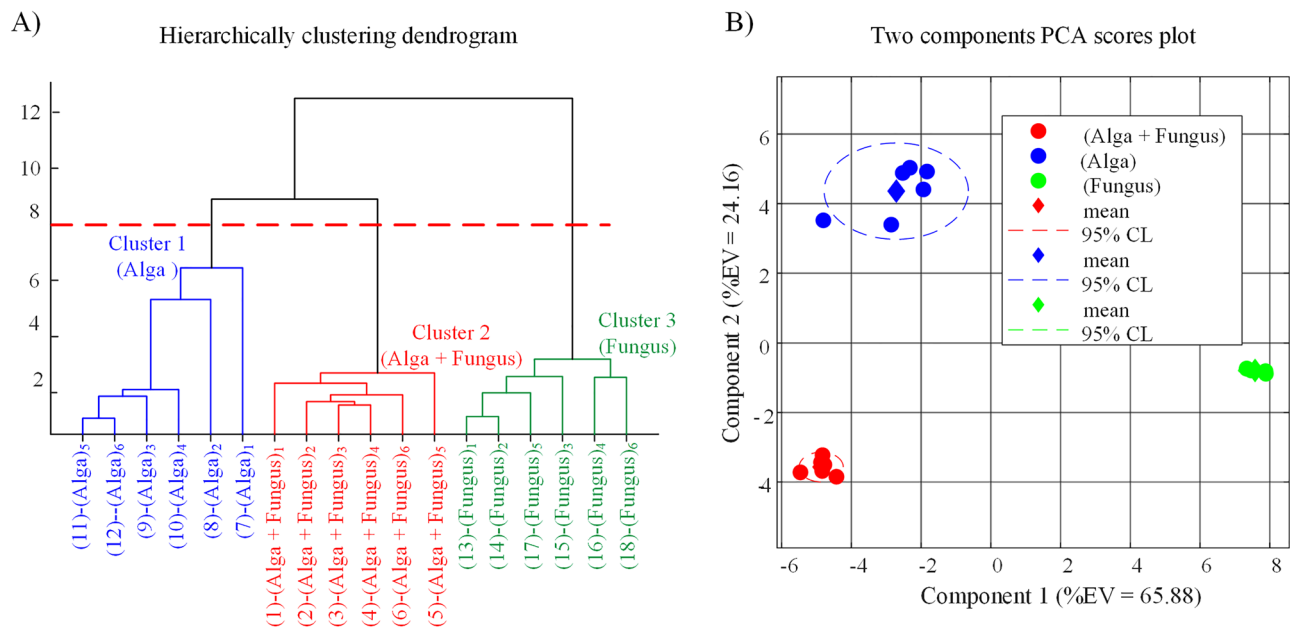 A)
Hierarchically clustering dendrogram
12
10
8
6
4
2
Cluster 1
(Alga )
Cluster 2
(Alga + Fungus)
Cluster 3
(Fungus)
(11)-(Alga)5
(12)--(Alga)6
(9)-(Alga)3
(10)-(Alga)4
(8)-(Alga)2
(7)-(Alga)1
(1)-(Alga + Fungus)1
(2)-(Alga + Fungus)2
(3)-(Alga + Fungus)3
(4)-(Alga + Fungus)4
(6)-(Alga + Fungus)6
(5)-(Alga + Fungus)5
(13)-(Fungus)1
(14)-(Fungus)2
(17)-(Fungus)5
(15)-(Fungus)3
(16)-(Fungus)4
(18)-(Fungus)6
B)
Two components PCA scores plot
Component 2 (%EV = 24.16)
6
4
2
0
-2
-4
(Alga + Fungus)
(Alga)
(Fungus)
mean
95% CL
mean
95% CL
mean
95% CL
-6 -4 -2 0 2 4 6 8
Component 1 (%EV = 65.88)